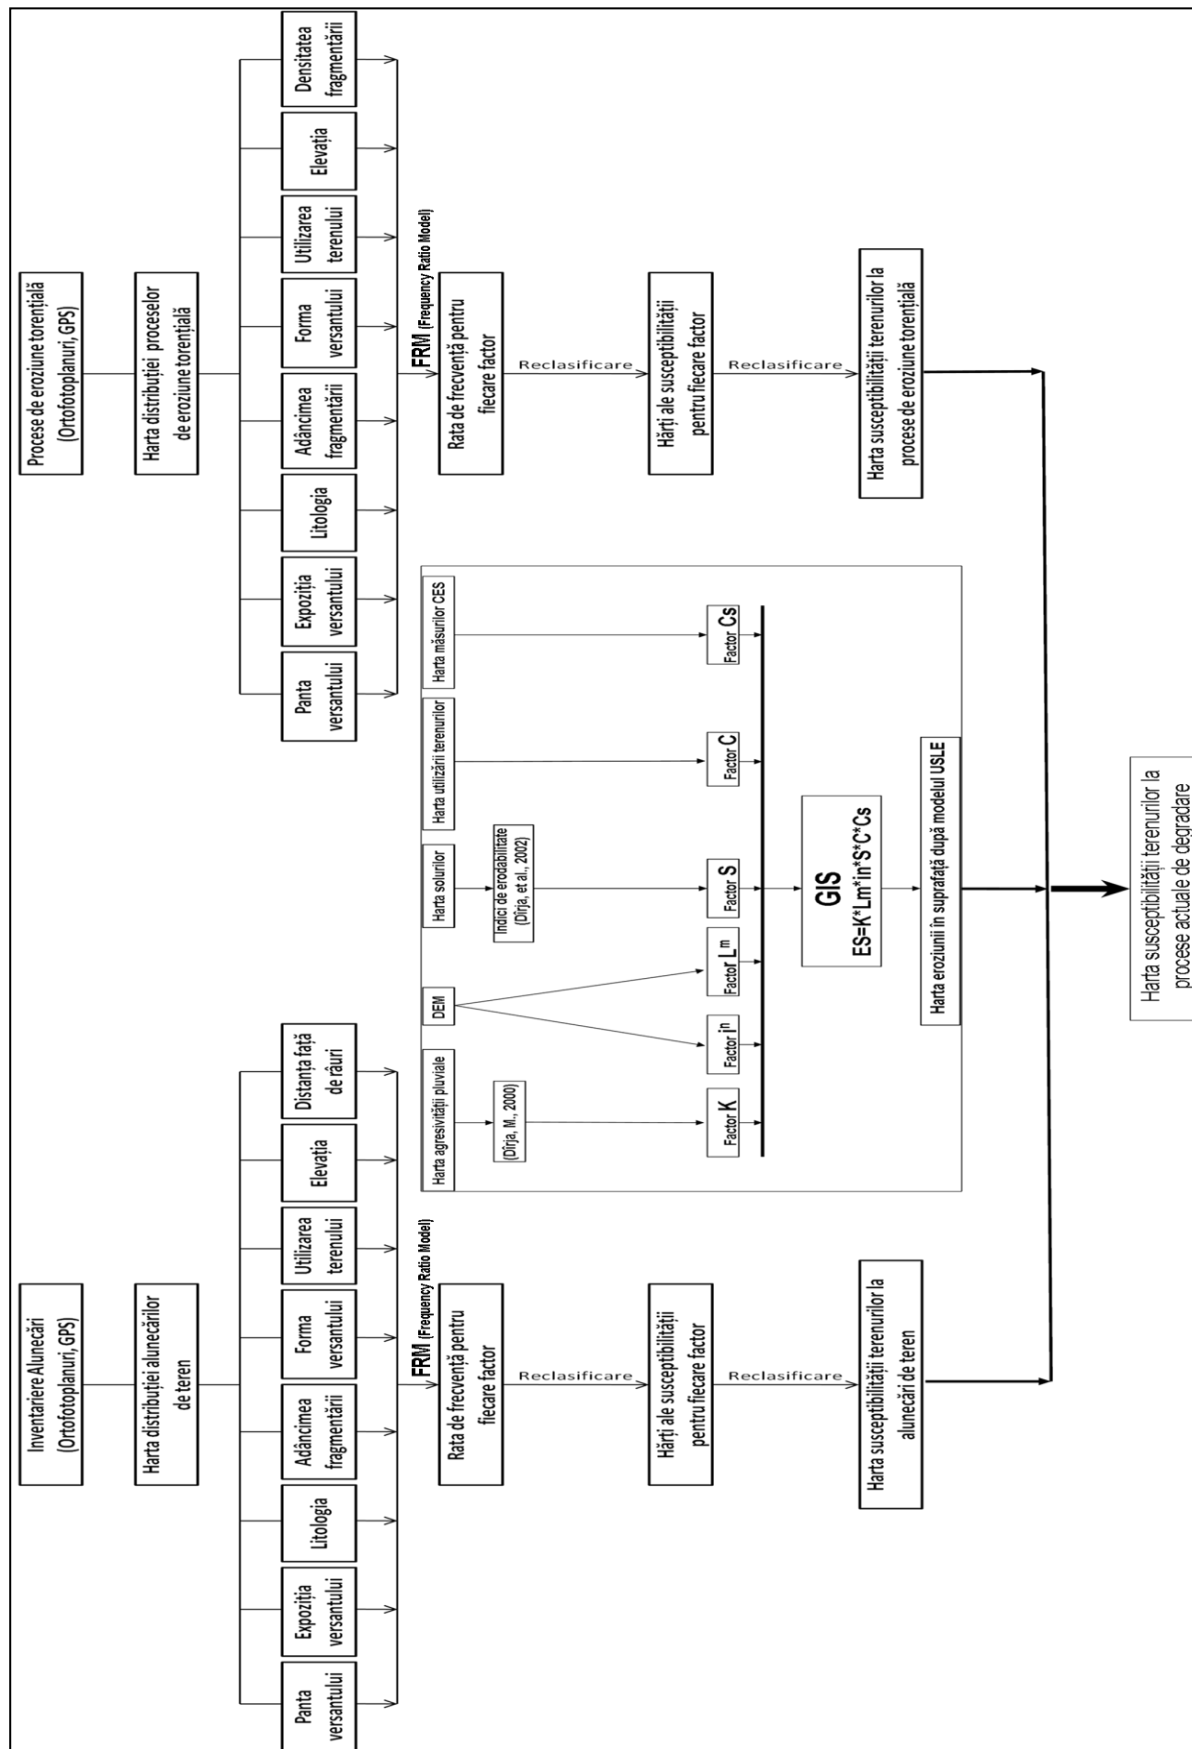 Inventariere Alunecări
(Ortofotoplanuri, GPS)
Harta distribuției alunecărilor
de teren
Panta
versantului
Expoziția
versantului
Litologia
Adâncimea
fragmentării
Forma
versantului
Utilizarea
terenului
Elevația
Distanța față
de râuri
FRM (Frequency Ratio Model)
Rata de frecvență pentru
fiecare factor
Reclasificare
Hărți ale susceptibilității
pentru fiecare factor
Reclasificare
Harta susceptibilității terenurilor la
alunecări de teren
Harta agresivității pluviale
DEM
Harta solurilor
Harta utilizării terenurilor
Harta măsurilor CES
(Dîrja, M., 2000)
Indici de erodabilitate
(Dîrja, et al., 2002)
Factor K
Factor iⁿ
Factor Lᵐ
Factor S
Factor C
Factor Cs
GIS
ES=K*Lm*in*S*C*Cs
Harta eroziunii în suprafață după modelul USLE
Procese de eroziune torențială
(Ortofotoplanuri, GPS)
Harta distribuției proceselor
de eroziune torențială
Panta
versantului
Expoziția
versantului
Litologia
Adâncimea
fragmentării
Forma
versantului
Utilizarea
terenului
Elevația
Densitatea
fragmentării
FRM (Frequency Ratio Model)
Rata de frecvență pentru
fiecare factor
Reclasificare
Hărți ale susceptibilității
pentru fiecare factor
Reclasificare
Harta susceptibilității terenurilor la
procese de eroziune torențială
Harta susceptibilității terenurilor la
procese actuale de degradare